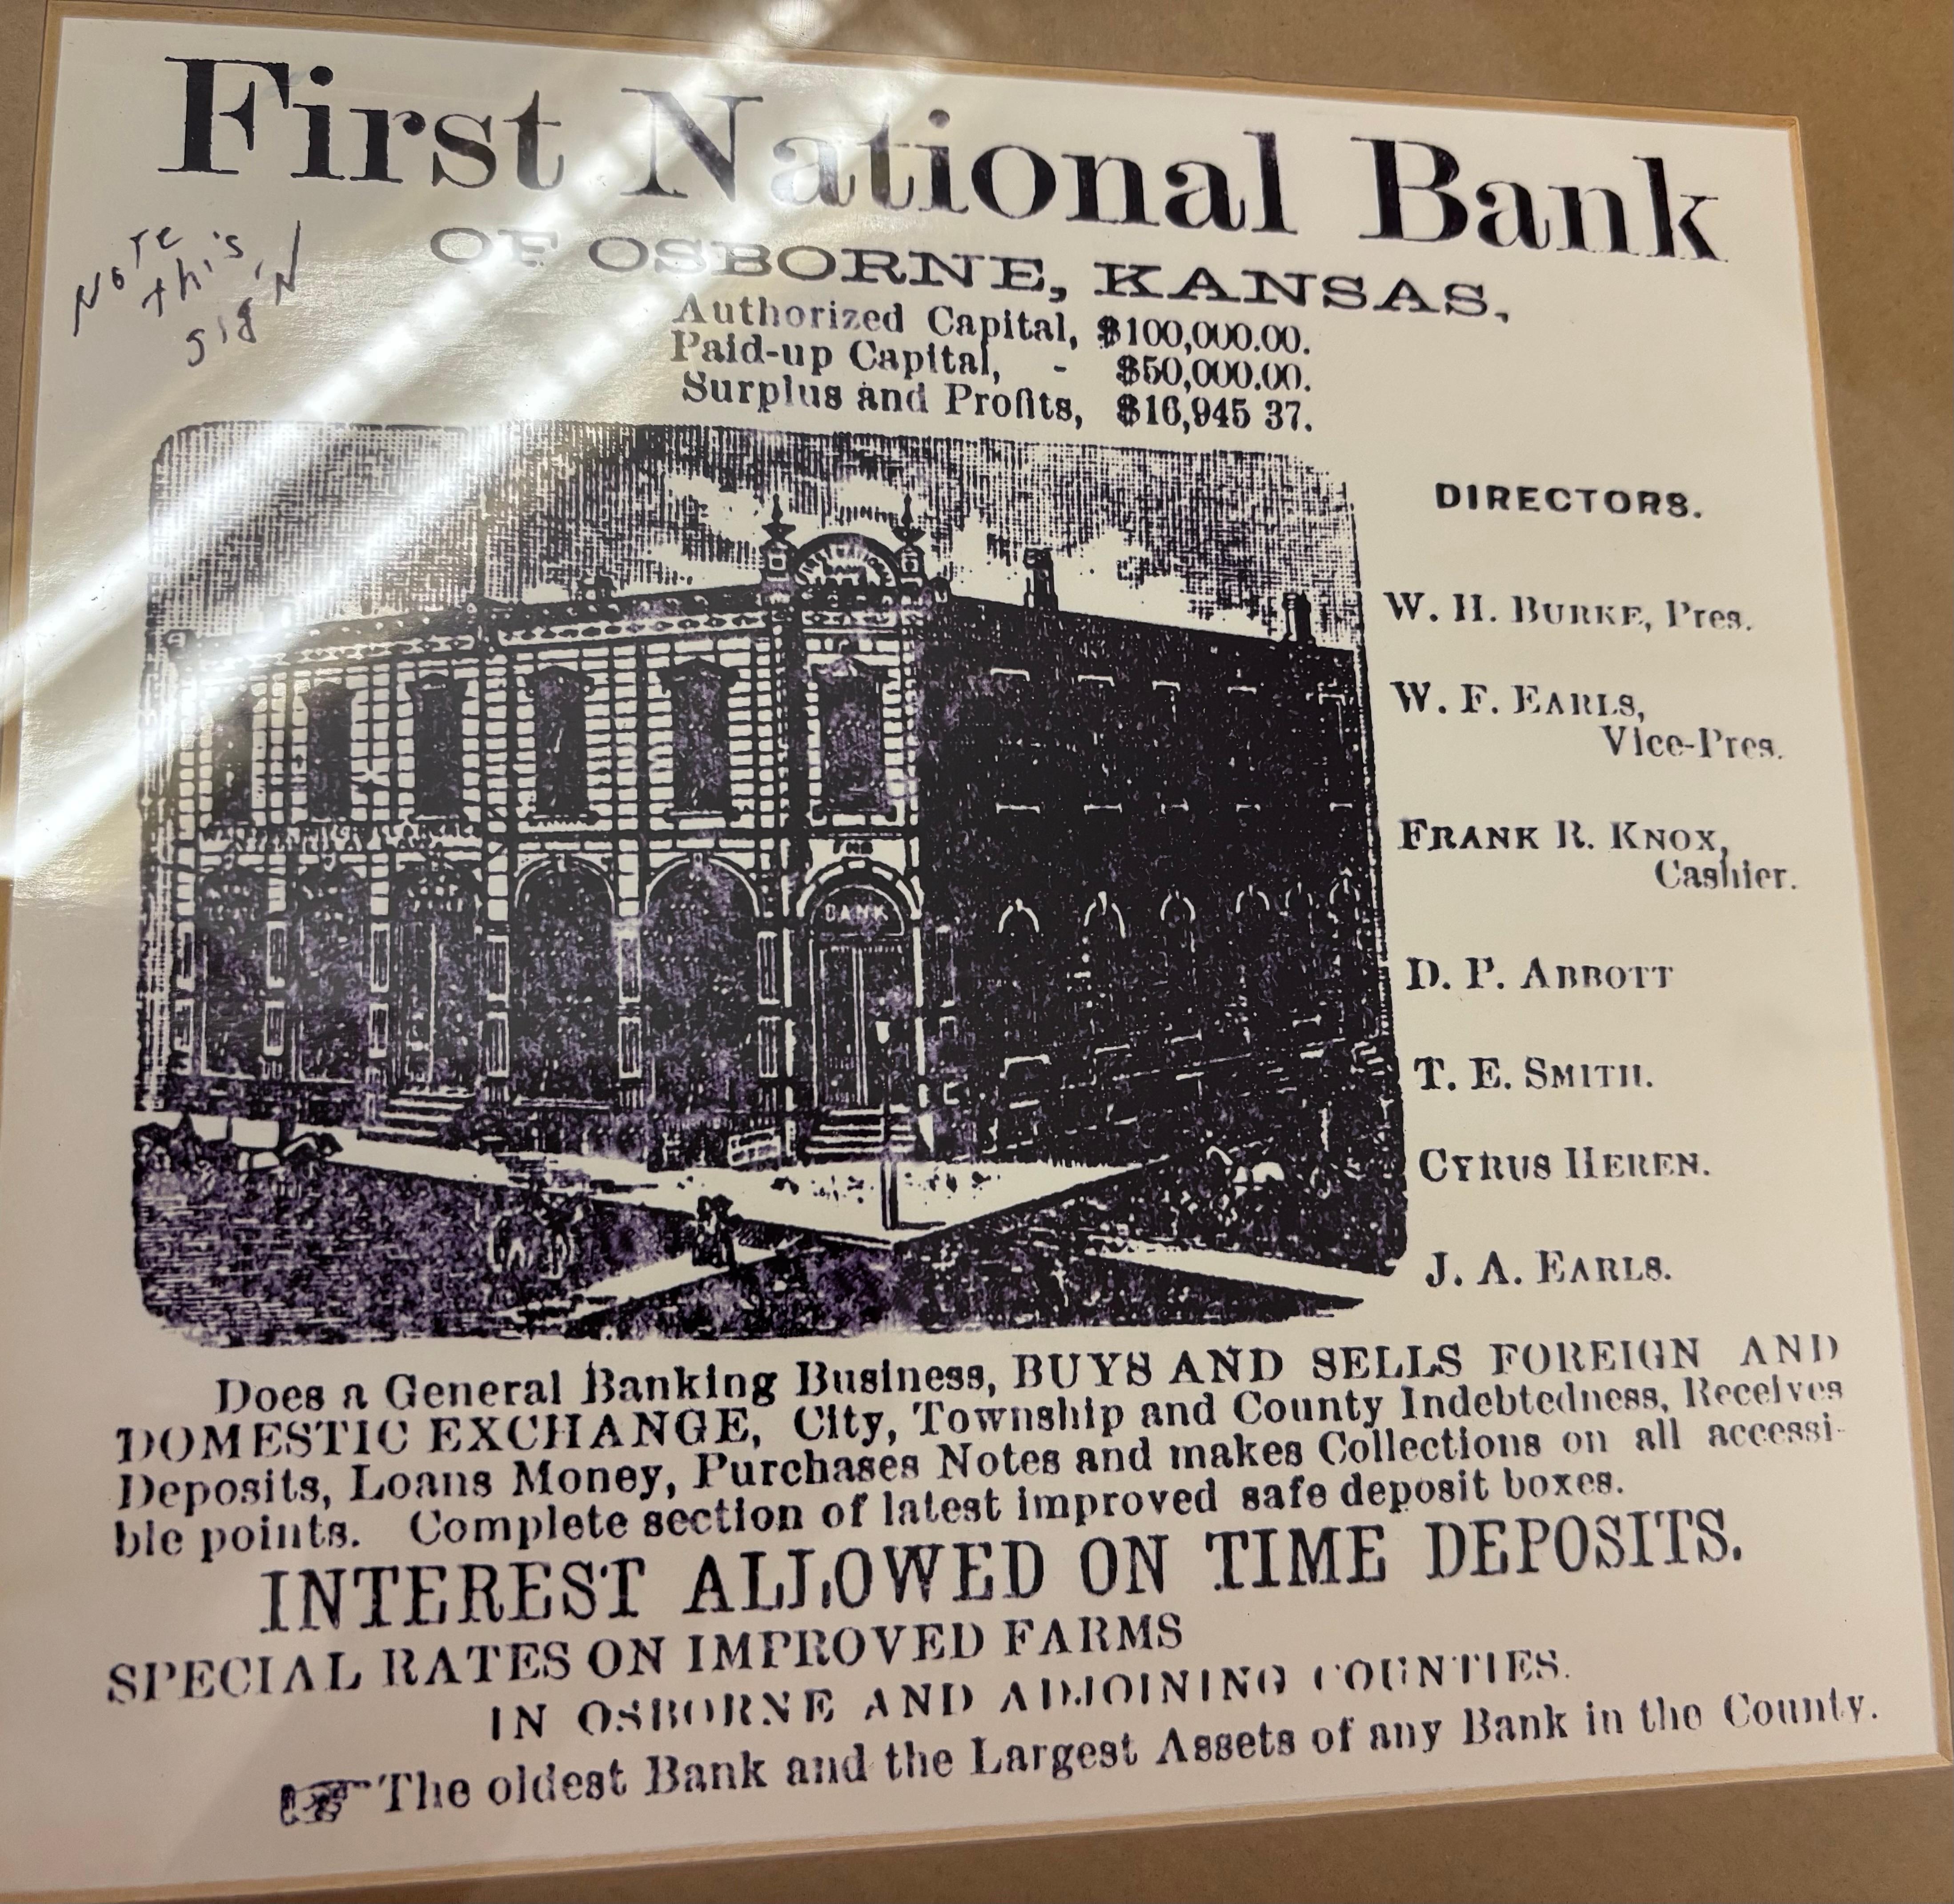 First National Bank
OF OSBORNE, KANSAS,
Note
this
sign
Authorized Capital, $100,000.00.
Paid-up Capital, - $50,000.00.
Surplus and Profits, $16,945 37.
DIRECTORS.
W. H. BURKE, Pres.
W. F. EARLS,
Vice-Pres.
FRANK R. KNOX,
Cashier.
D. P. ABBOTT
T. E. SMITH.
CYRUS HEREN.
J. A. EARLS.
BANK
Does a General Banking Business, BUYS AND SELLS FOREIGN AND
DOMESTIC EXCHANGE, City, Township and County Indebtedness, Receives
Deposits, Loans Money, Purchases Notes and makes Collections on all accessi-
ble points. Complete section of latest improved safe deposit boxes.
INTEREST ALLOWED ON TIME DEPOSITS.
SPECIAL RATES ON IMPROVED FARMS
IN OSBORNE AND ADJOINING COUNTIES.
☞The oldest Bank and the Largest Assets of any Bank in the County.